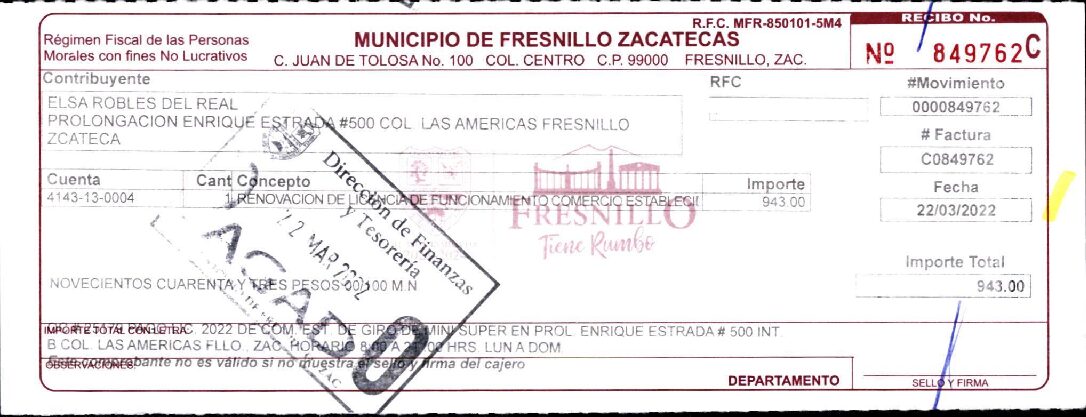 R.F.C. MFR-850101-5M4
RECIBO No.
Régimen Fiscal de las Personas
Morales con fines No Lucrativos
MUNICIPIO DE FRESNILLO ZACATECAS
C. JUAN DE TOLOSA No. 100 COL. CENTRO C.P. 99000 FRESNILLO, ZAC.
Nº 849762C
Contribuyente
RFC
#Movimiento
ELSA ROBLES DEL REAL
0000849762
PROLONGACION ENRIQUE ESTRADA #500 COL. LAS AMERICAS FRESNILLO
ZCATECA
# Factura
C0849762
Cuenta
Cant Concepto
Importe
Fecha
4143-13-0004
1 RENOVACION DE LICENCIA DE FUNCIONAMIENTO COMERCIO ESTABLECI
943.00
22/03/2022
FRESNILLO
Tiene Rumbo
Dirección de Finanzas
y Tesorería
22 MAR 2022
PAGADO
Importe Total
943.00
NOVECIENTOS CUARENTA Y TRES PESOS 00/100 M.N
IMPORTE TOTAL CON LETRA:
2022 DE COM. EST. DE GIRO DE MINI SUPER EN PROL. ENRIQUE ESTRADA # 500 INT.
B COL. LAS AMERICAS FLLO., ZAC. HORARIO 8:00 A 21:00 HRS. LUN A DOM
OBSERVACIONES:
Este comprobante no es válido si no muestra el sello y firma del cajero
DEPARTAMENTO
SELLO Y FIRMA